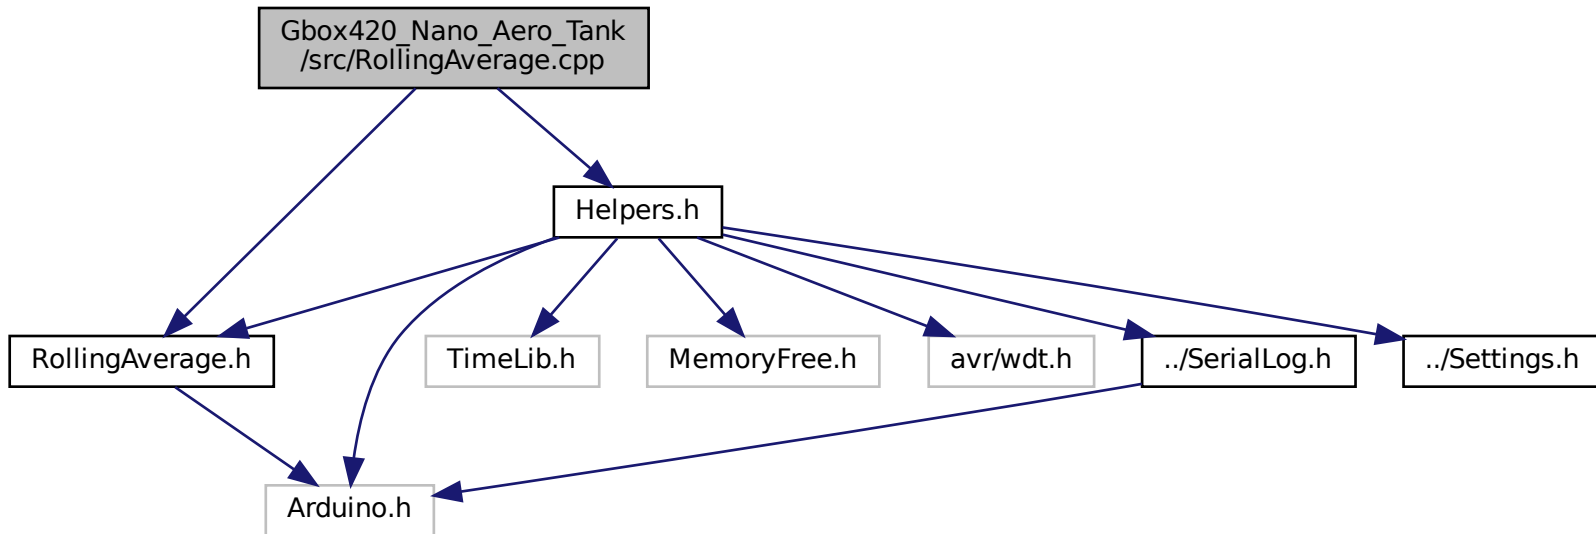 Gbox420_Nano_Aero_Tank
/src/RollingAverage.cpp
Helpers.h
RollingAverage.h
TimeLib.h
MemoryFree.h
avr/wdt.h
../SerialLog.h
../Settings.h
Arduino.h